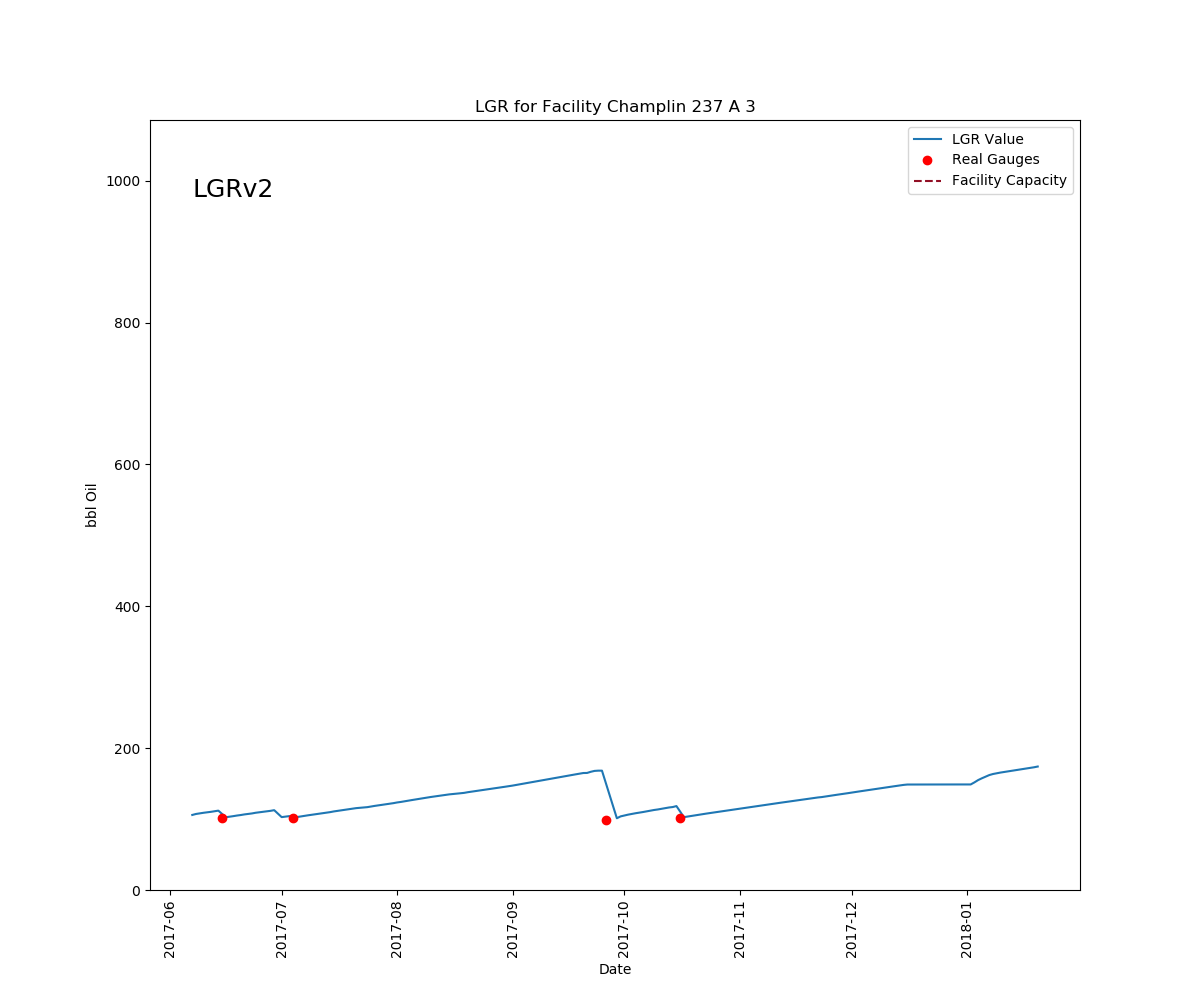 LGR for Facility Champlin 237 A 3
LGR Value
Real Gauges
Facility Capacity
LGRv2
1000
800
600
400
200
0
bbl Oil
2017-06
2017-07
2017-08
2017-09
2017-10
2017-11
2017-12
2018-01
Date